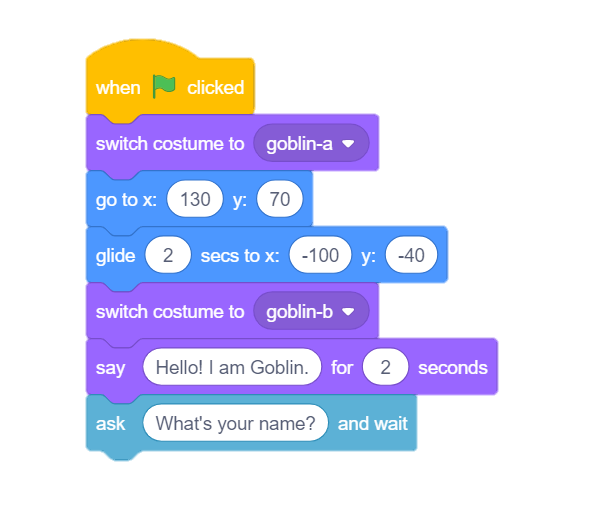 when clicked
switch costume to goblin-a
go to x: 130 y: 70
glide 2 secs to x: -100 y: -40
switch costume to goblin-b
say Hello! I am Goblin. for 2 seconds
ask What's your name? and wait